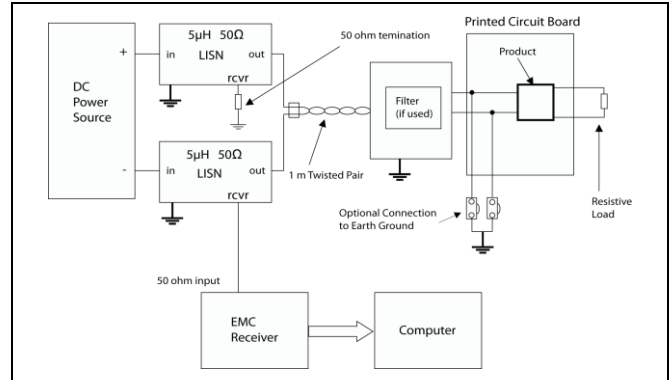 Printed Circuit Board
5µH 50Ω
LISN
in
out
rcvr
+
50 ohm temination
Product
DC
Power
Source
Filter
(if used)
-
5µH 50Ω
LISN
in
out
rcvr
1 m Twisted Pair
Optional Connection
to Earth Ground
Resistive
Load
50 ohm input
EMC
Receiver
Computer